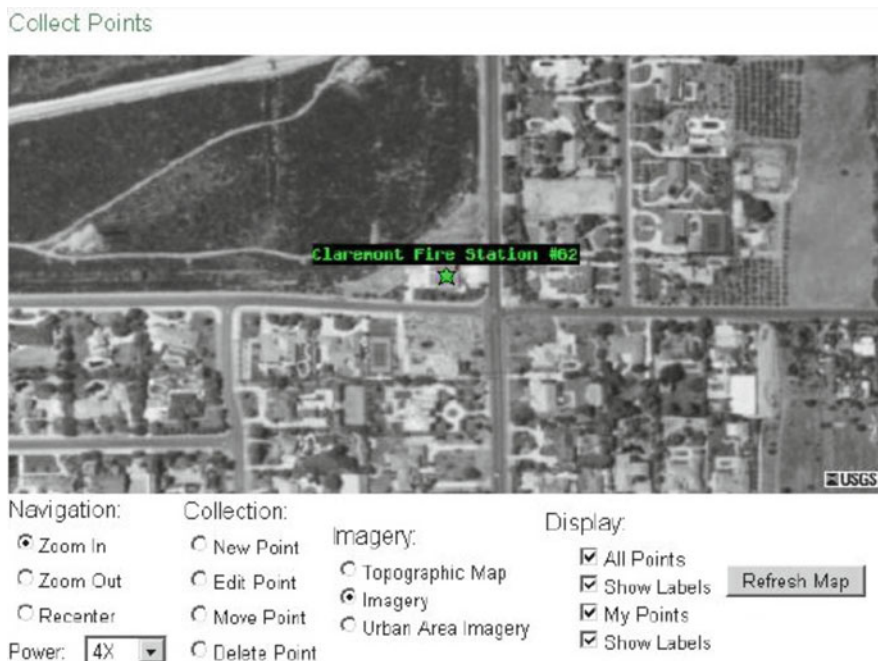 Collect Points
Claremont Fire Station #62
USGS
Navigation:
Zoom In
Zoom Out
Recenter
Power: 4X
Collection:
New Point
Edit Point
Move Point
Delete Point
Imagery:
Topographic Map
Imagery
Urban Area Imagery
Display:
All Points
Show Labels
My Points
Show Labels
Refresh Map